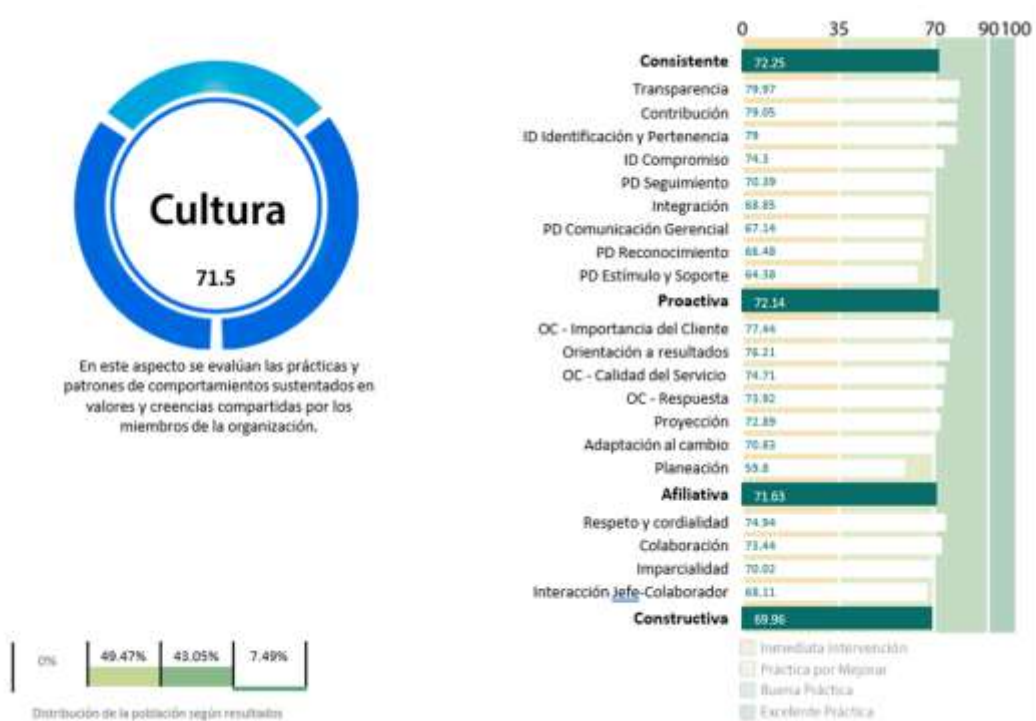 Cultura
71.5
En este aspecto se evalúan las prácticas y
patrones de comportamientos sustentados en
valores y creencias compartidas por los
miembros de la organización.
0% 49.47% 43.05% 7.49%
Distribución de la población según resultados
0 35 70 90 100
Consistente 72.25
Transparencia 79.97
Contribución 79.05
ID Identificación y Pertenencia 79
ID Compromiso 74.3
PD Seguimiento 70.39
Integración 68.85
PD Comunicación Gerencial 67.14
PD Reconocimiento 66.48
PD Estímulo y Soporte 64.38
Proactiva 72.14
OC - Importancia del Cliente 77.44
Orientación a resultados 76.21
OC - Calidad del Servicio 74.71
OC - Respuesta 73.92
Proyección 72.89
Adaptación al cambio 70.83
Planeación 59.8
Afiliativa 71.63
Respeto y cordialidad 74.94
Colaboración 73.44
Imparcialidad 70.02
Interacción Jefe-Colaborador 68.11
Constructiva 69.96
Inmediata Intervención
Práctica por Mejorar
Buena Práctica
Excelente Práctica